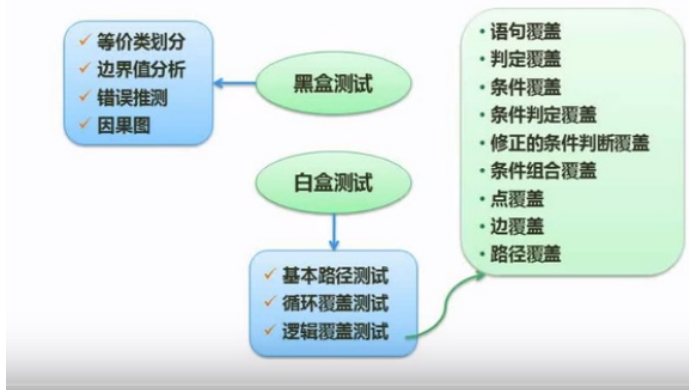 等价类划分
边界值分析
错误推测
因果图
黑盒测试
白盒测试
基本路径测试
循环覆盖测试
逻辑覆盖测试
语句覆盖
判定覆盖
条件覆盖
条件判定覆盖
修正的条件判断覆盖
条件组合覆盖
点覆盖
边覆盖
路径覆盖